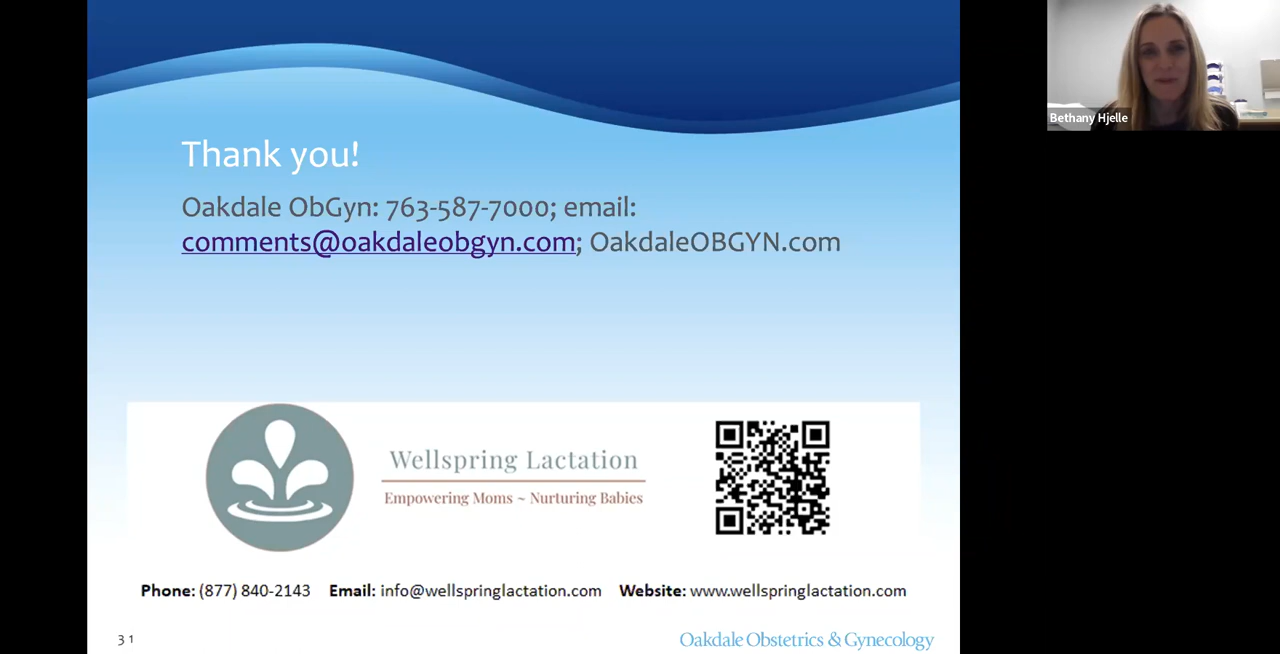 Bethany Hjelle
Thank you!
Oakdale ObGyn: 763-587-7000; email:
comments@oakdaleobgyn.com; OakdaleOBGYN.com
Wellspring Lactation
Empowering Moms ~ Nurturing Babies
Phone: (877) 840-2143 Email: info@wellspringlactation.com Website: www.wellspringlactation.com
31
Oakdale Obstetrics & Gynecology